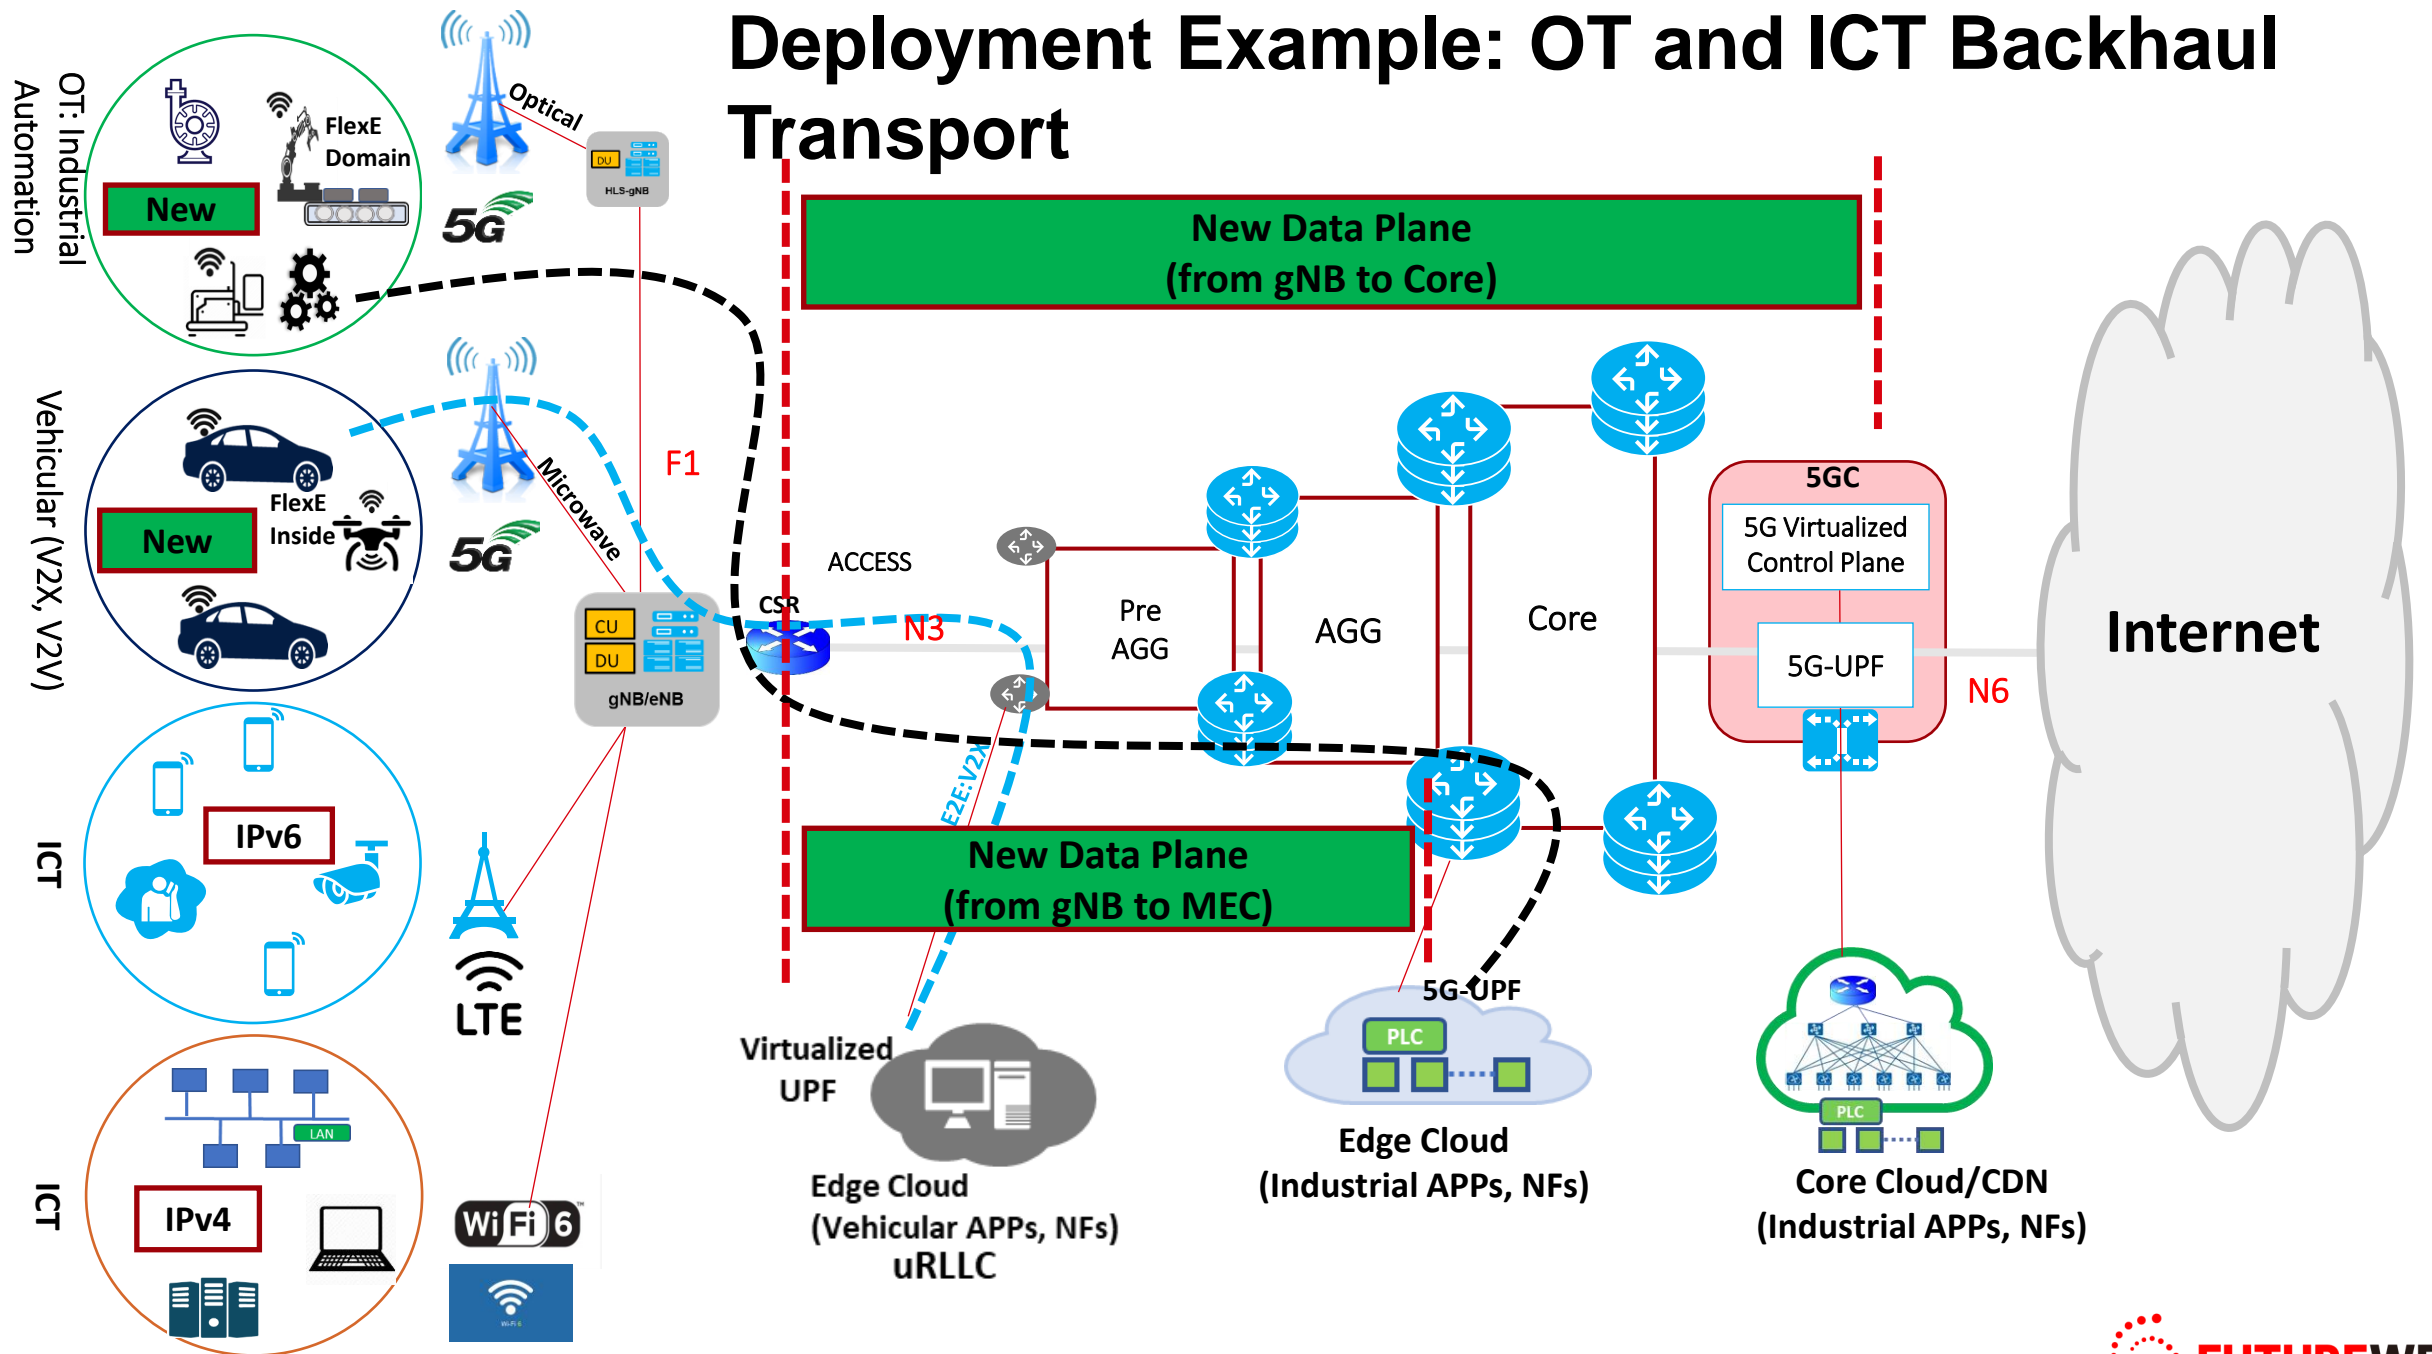 Deployment Example: OT and ICT Backhaul
Transport
OT: Industrial
Automation
FlexE
Domain
New
Optical
DU
HLS-gNB
5G
New Data Plane
(from gNB to Core)
Vehicular (V2X, V2V)
FlexE
Inside
New
Microwave
5G
F1
CU
DU
gNB/eNB
ACCESS
CSR
N3
Pre
AGG
AGG
Core
5GC
5G Virtualized
Control Plane
5G-UPF
N6
Internet
E2E:V2X
New Data Plane
(from gNB to MEC)
ICT
IPv6
LTE
Virtualized
UPF
Edge Cloud
(Vehicular APPs, NFs)
uRLLC
5G-UPF
PLC
Edge Cloud
(Industrial APPs, NFs)
PLC
Core Cloud/CDN
(Industrial APPs, NFs)
ICT
LAN
IPv4
Wi Fi 6
™
Wi-Fi 6